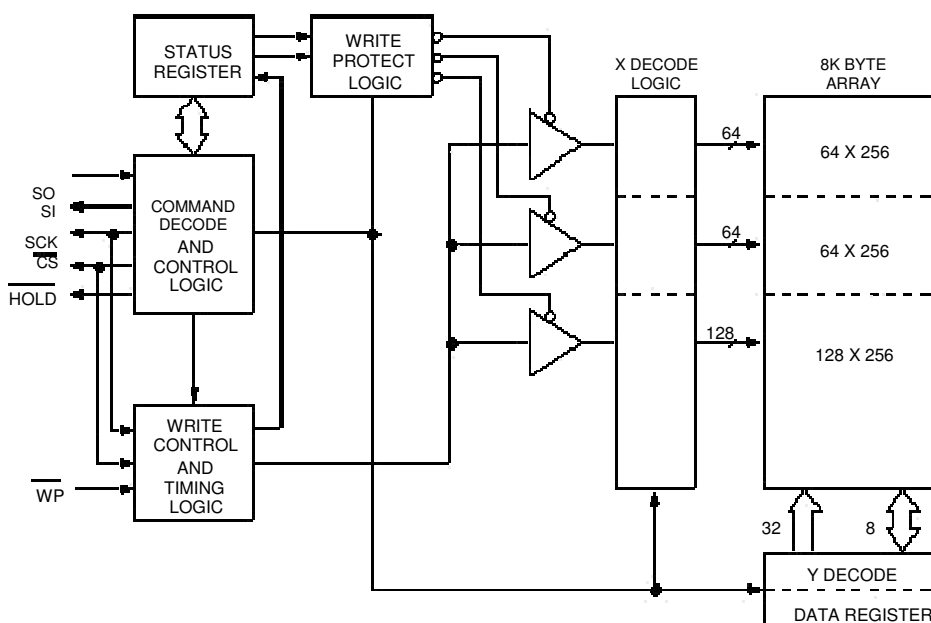 STATUS
REGISTER
WRITE
PROTECT
LOGIC
X DECODE
LOGIC
8K BYTE
ARRAY
SO
SI
SCK
CS
HOLD
COMMAND
DECODE
AND
CONTROL
LOGIC
64
64 X 256
64
64 X 256
128
128 X 256
WP
WRITE
CONTROL
AND
TIMING
LOGIC
32
8
Y DECODE
DATA REGISTER